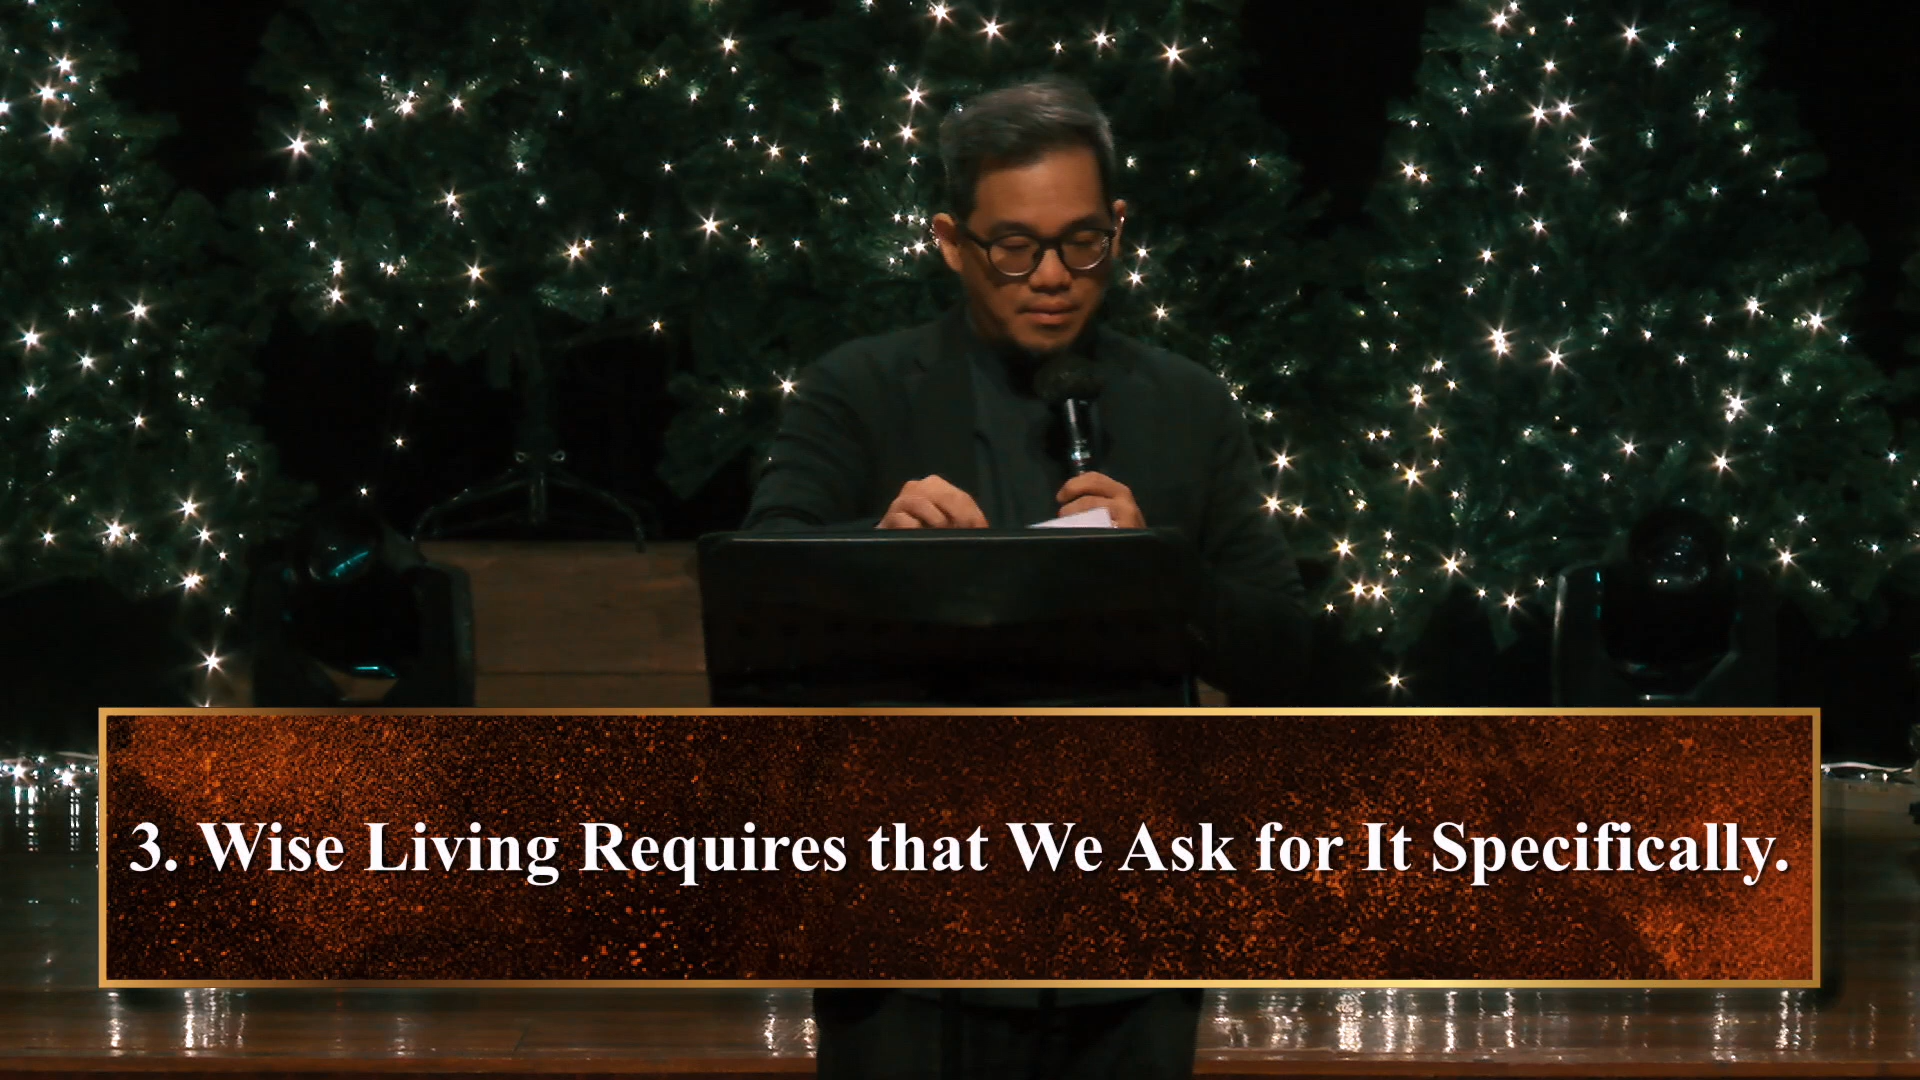 3. Wise Living Requires that We Ask for It Specifically.